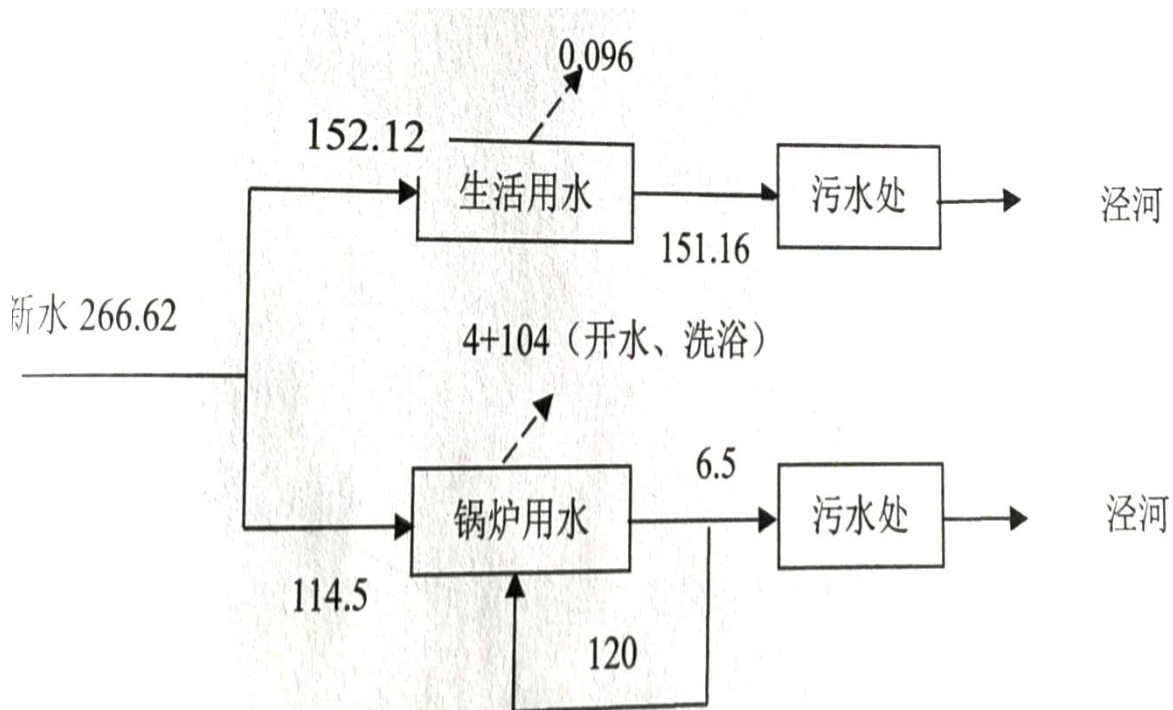 0.096
152.12
生活用水
污水处
泾河
151.16
新水 266.62
4+104（开水、洗浴）
6.5
锅炉用水
污水处
泾河
114.5
120